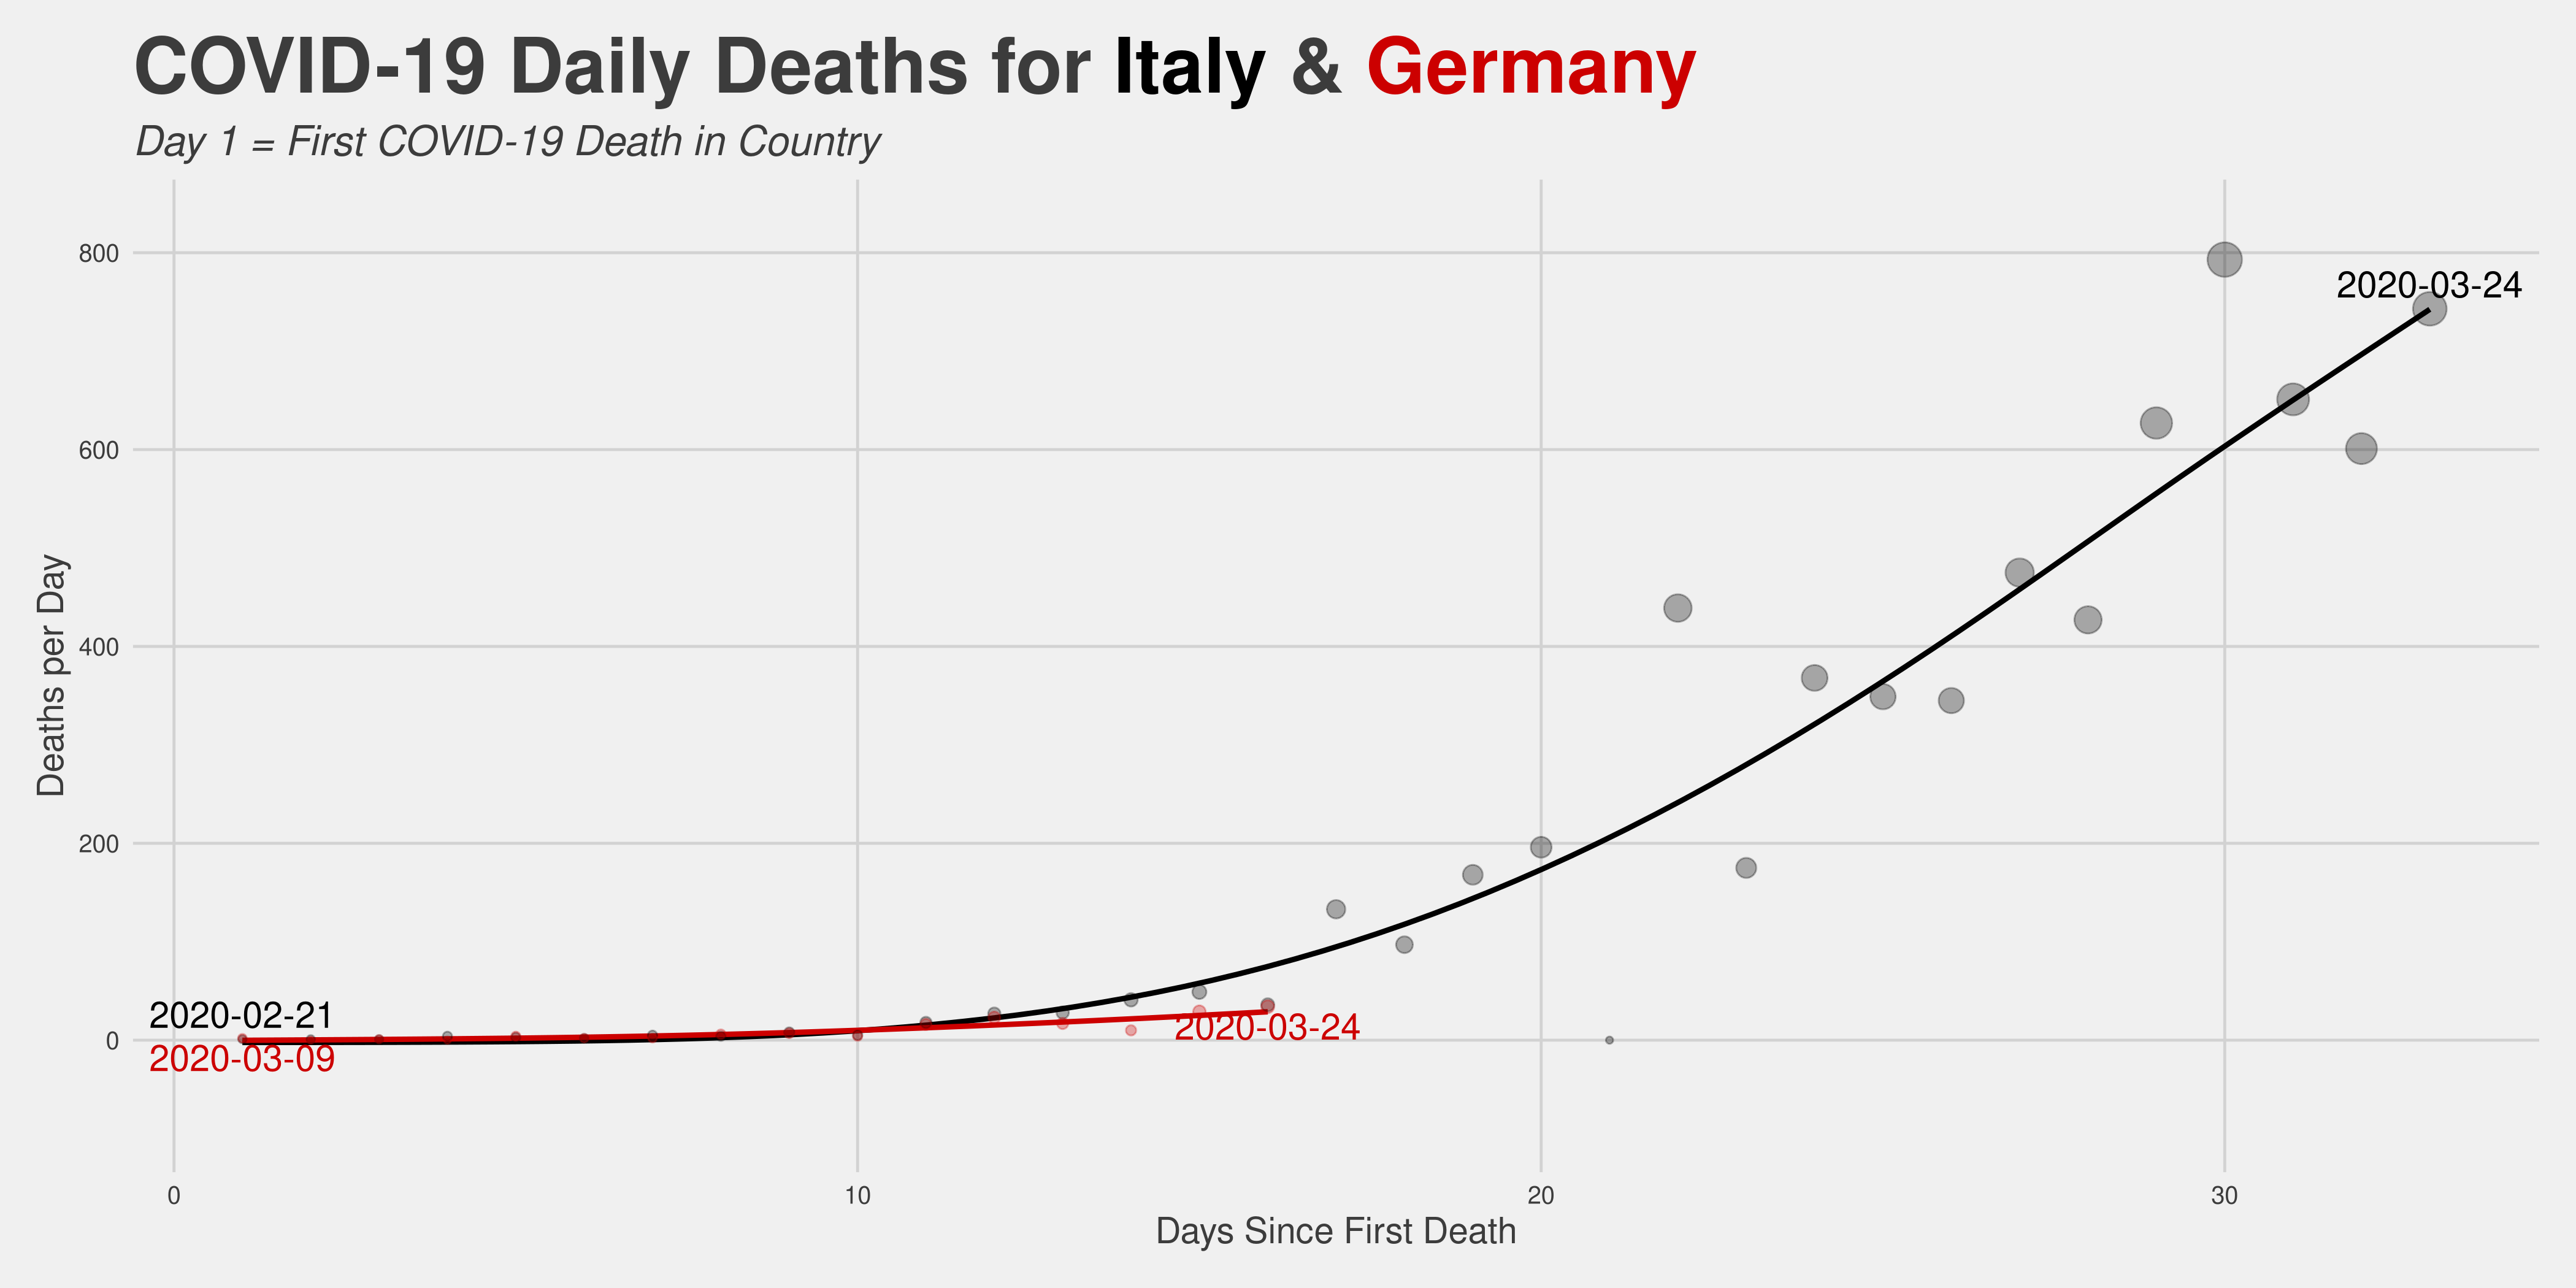 COVID-19 Daily Deaths for Italy & Germany
Day 1 = First COVID-19 Death in Country
800
2020-03-24
600
Deaths per Day
400
200
2020-02-21
2020-03-24
0
2020-03-09
0 10 20 30
Days Since First Death